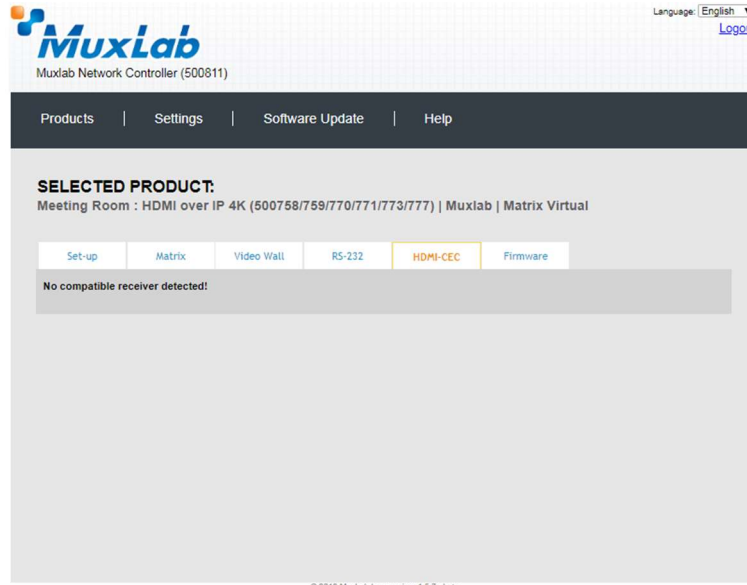 Language: English
Logo
MuxLab
Muxlab Network Controller (500811)
Products | Settings | Software Update | Help
SELECTED PRODUCT:
Meeting Room : HDMI over IP 4K (500758/759/770/771/773/777) | Muxlab | Matrix Virtual
Set-up Matrix Video Wall RS-232 HDMI-CEC Firmware
No compatible receiver detected!